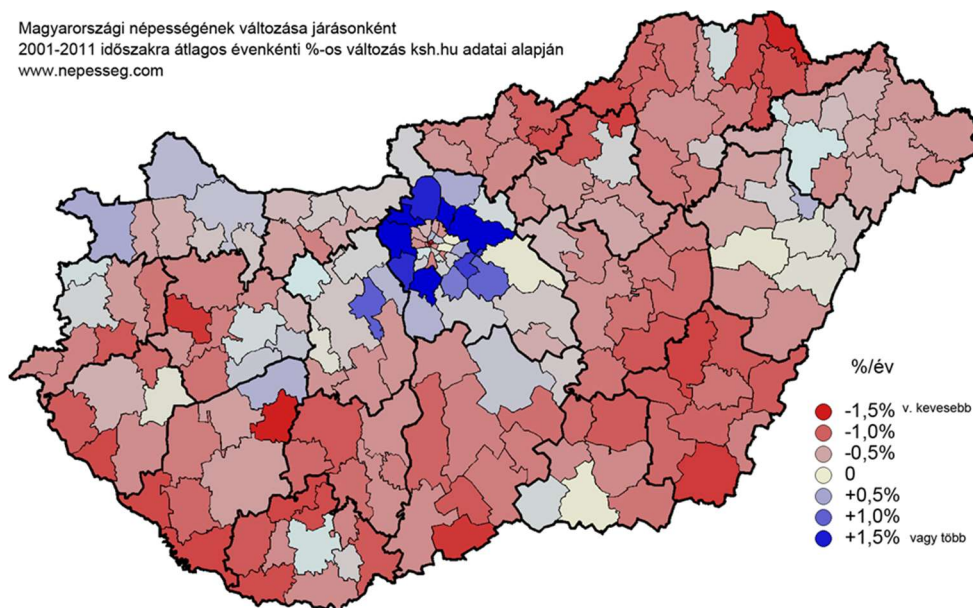 Magyarországi népességének változása járásonként
2001-2011 időszakra átlagos évenkénti %-os változás ksh.hu adatai alapján
www.nepesseg.com
%/év
-1,5% v. kevesebb
-1,0%
-0,5%
0
+0,5%
+1,0%
+1,5% vagy több